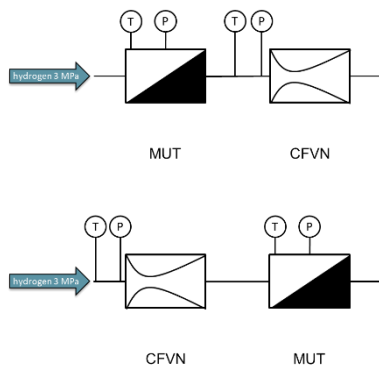 T P T P
hydrogen 3 MPa
MUT CFVN
T P T P
hydrogen 3 MPa
CFVN MUT